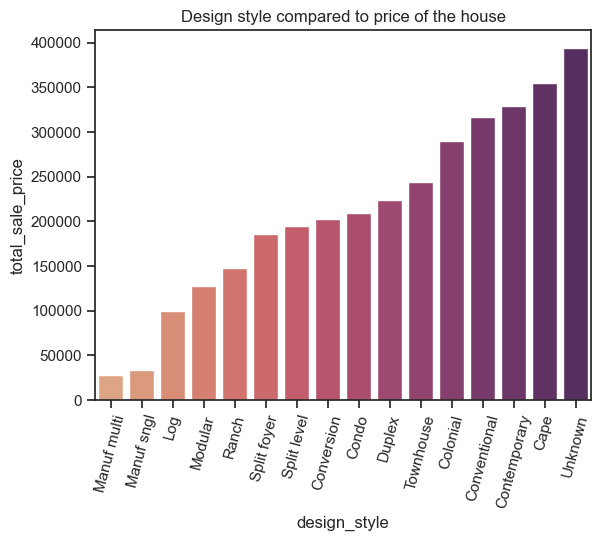 Design style compared to price of the house
total_sale_price
400000
350000
300000
250000
200000
150000
100000
50000
0
Manuf multi
Manuf sngl
Log
Modular
Ranch
Split foyer
Split level
Conversion
Condo
Duplex
Townhouse
Colonial
Conventional
Contemporary
Cape
Unknown
design_style